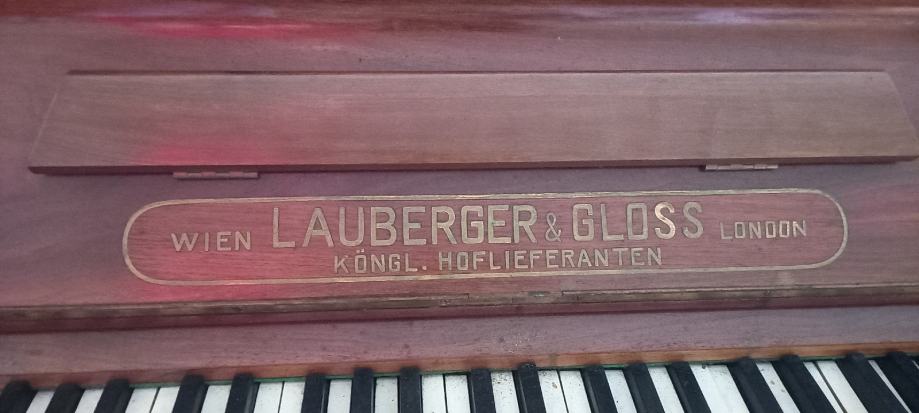 WIEN LAUBERGER & GLOSS LONDON
KÖNGL. HOFLIEFERANTEN